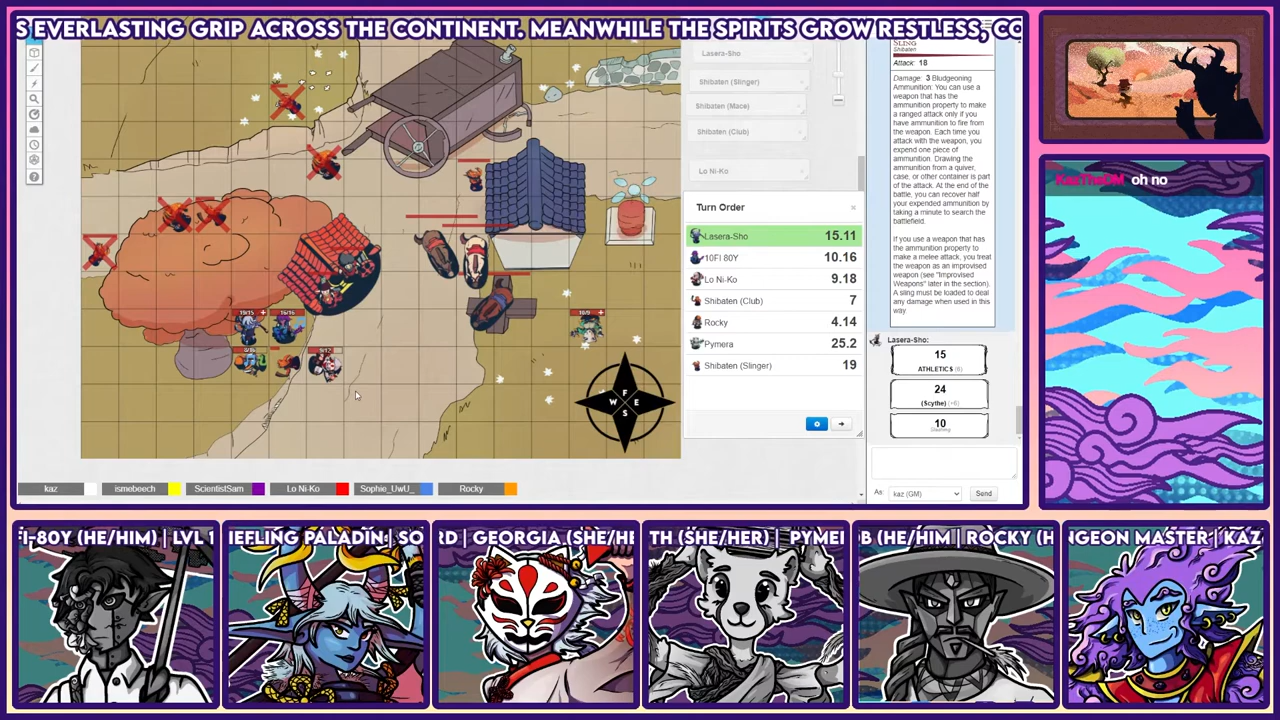 S EVERLASTING GRIP ACROSS THE CONTINENT. MEANWHILE THE SPIRITS GROW RESTLESS, CO
Lasera-Sho
Shibaten (Slinger)
Shibaten (Mace)
Shibaten (Club)
Lo Ni-Ko
Turn Order
Lasera-Sho 15.11
10FI 80Y 10.16
Lo Ni-Ko 9.18
Shibaten (Club) 7
Rocky 4.14
Pymera 25.2
Shibaten (Slinger) 19
SLING
Shibaten
Attack: 18
Damage: 3 Bludgeoning
Ammunition: You can use a
weapon that has the
ammunition property to make
a ranged attack only if you
have ammunition to fire from
the weapon. Each time you
attack with the weapon, you
expend one piece of
ammunition. Drawing the
ammunition from a quiver,
case, or other container is part
of the attack. At the end of the
battle, you can recover half
your expended ammunition by
taking a minute to search the
battlefield.
If you use a weapon that has
the ammunition property to
make a melee attack, you treat
the weapon as an improvised
weapon (see "Improvised
Weapons" later in the section).
A sling must be loaded to deal
any damage when used in this
way.
Lasera-Sho:
15
ATHLETICS (6)
24
(Scythe) (+6)
10
Slashing
As: kaz (GM) Send
F
W E
S
kaz
ismebeech
ScientistSam
Lo Ni-Ko
Sophie_UwU_
Rocky
KazThaDM oh no
FI-80Y (HE/HIM) | LVL 1
IEFLING PALADIN | SO
RD | GEORGIA (SHE/HE
TH (SHE/HER) | PYMEI
OB (HE/HIM | ROCKY (H
NGEON MASTER | KAZ